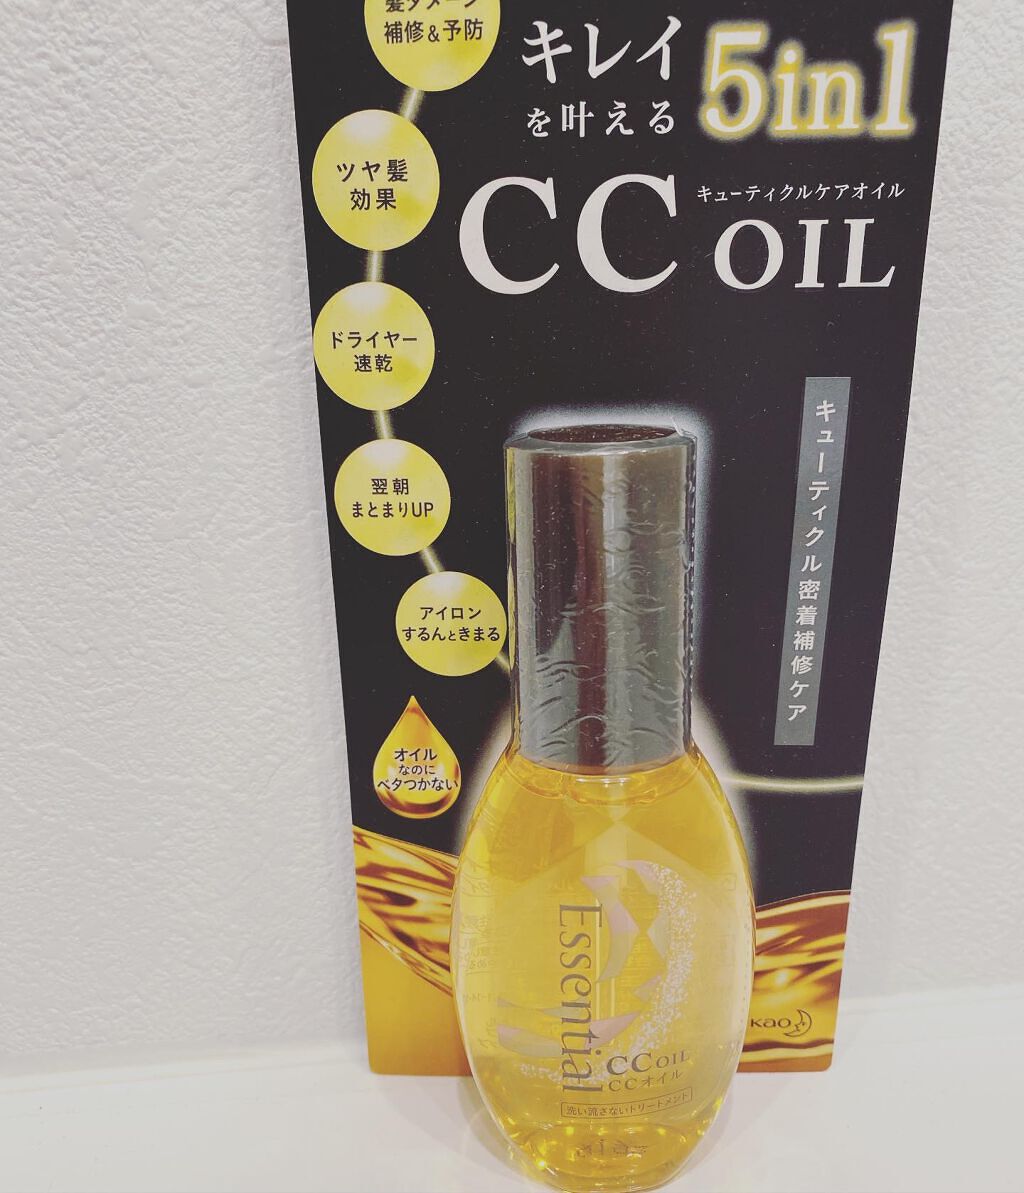 髪ダメージ
補修&予防
キレイ
を叶える
5in1
ツヤ髪
効果
CC
キューティクルケアオイル
OIL
ドライヤー
速乾
翌朝
まとまりUP
アイロン
するんときまる
オイル
なのに
ベタつかない
キューティクル密着補修ケア
Essential
CC OIL
CCオイル
洗い流さないトリートメント
kao